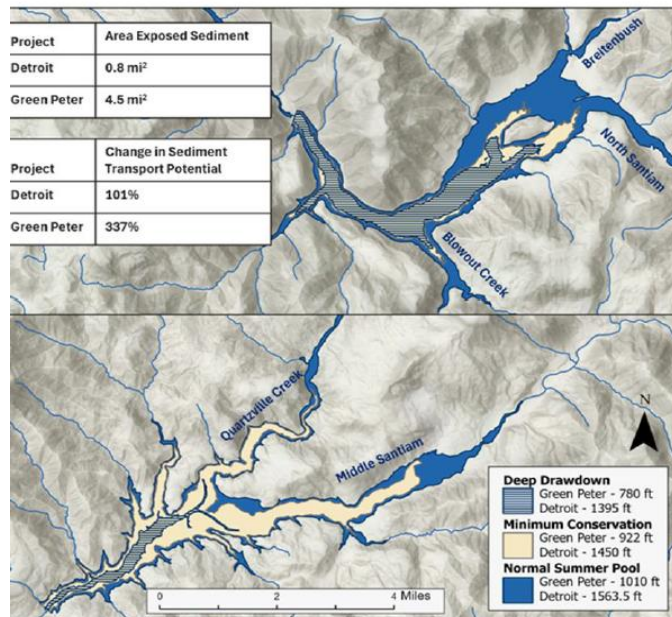 Project Area Exposed Sediment
Detroit 0.8 mi²
Green Peter 4.5 mi²
Project Change in Sediment
Transport Potential
Detroit 101%
Green Peter 337%
Breitenbush
North Santiam
Blowout Creek
Quartzville Creek
Middle Santiam
N
Deep Drawdown
Green Peter - 780 ft
Detroit - 1395 ft
Minimum Conservation
Green Peter - 922 ft
Detroit - 1450 ft
Normal Summer Pool
Green Peter - 1010 ft
Detroit - 1563.5 ft
0 2 4 Miles